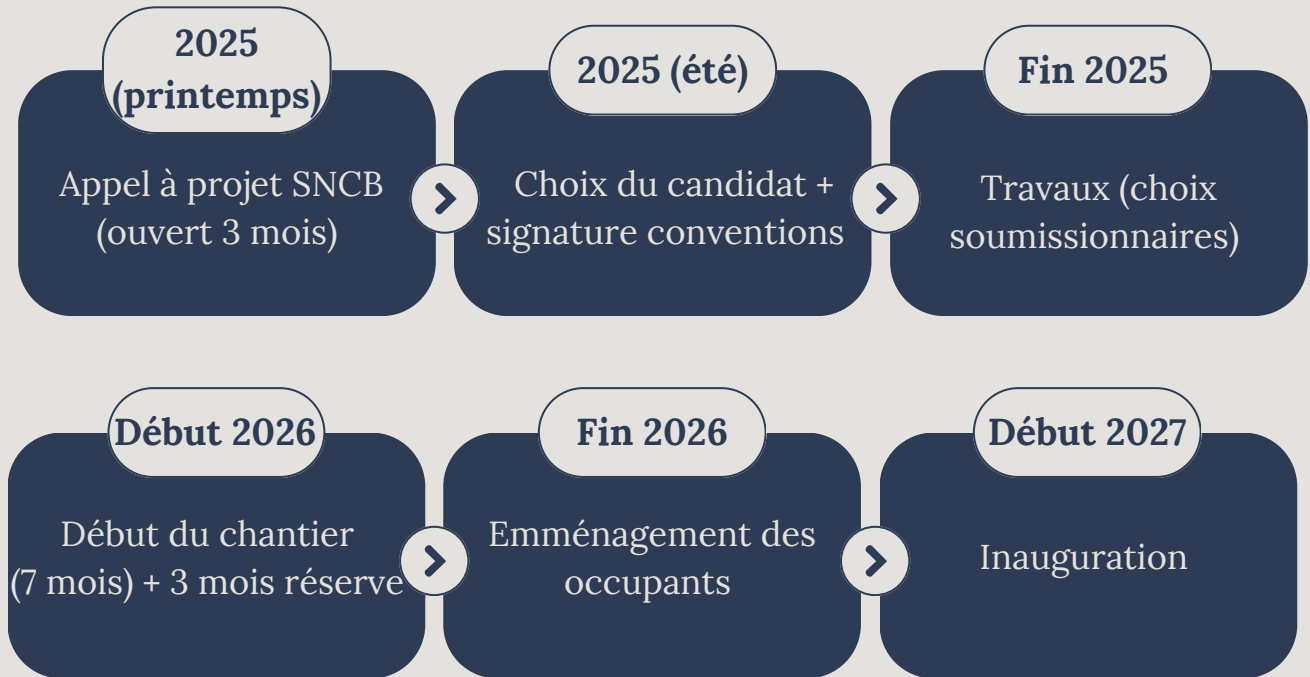 2025
(printemps)
Appel à projet SNCB
(ouvert 3 mois)
2025 (été)
Choix du candidat +
signature conventions
Fin 2025
Travaux (choix
soumissionnaires)
Début 2026
Début du chantier
(7 mois) + 3 mois réserve
Fin 2026
Emménagement des
occupants
Début 2027
Inauguration